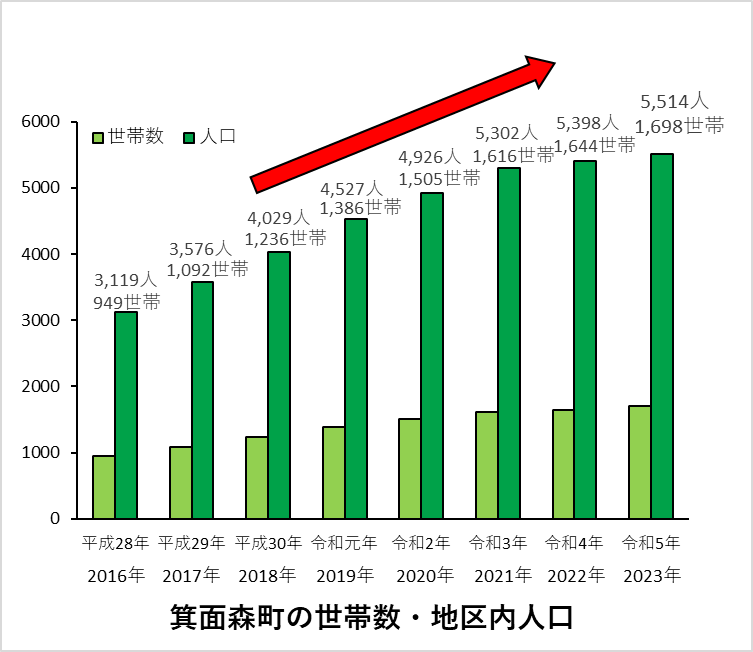 6000
5000
4000
3000
2000
1000
0
世帯数 人口
3,119人
949世帯
3,576人
1,092世帯
4,029人
1,236世帯
4,527人
1,386世帯
4,926人
1,505世帯
5,302人
1,616世帯
5,398人
1,644世帯
5,514人
1,698世帯
平成28年 平成29年 平成30年 令和元年 令和2年 令和3年 令和4年 令和5年
2016年 2017年 2018年 2019年 2020年 2021年 2022年 2023年
箕面森町の世帯数・地区内人口